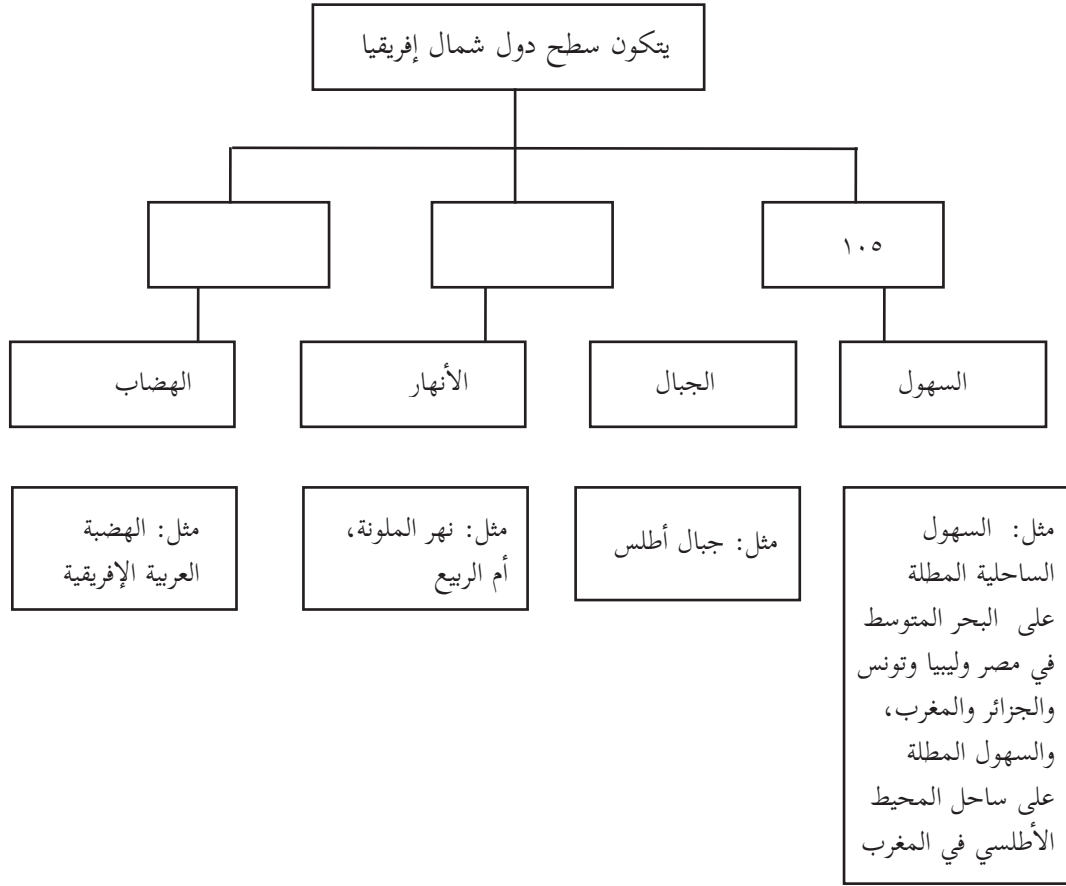 يتكون سطح دول شمال إفريقيا
١٠٥
السهول
الجبال
الأنهار
الهضاب
مثل: السهول
الساحلية المطلة
على البحر المتوسط
في مصر وليبيا وتونس
والجزائر والمغرب،
والسهول المطلة
على ساحل المحيط
الأطلسي في المغرب
مثل: جبال أطلس
مثل: نهر الملونة،
أم الربيع
مثل: الهضبة
العربية الإفريقية